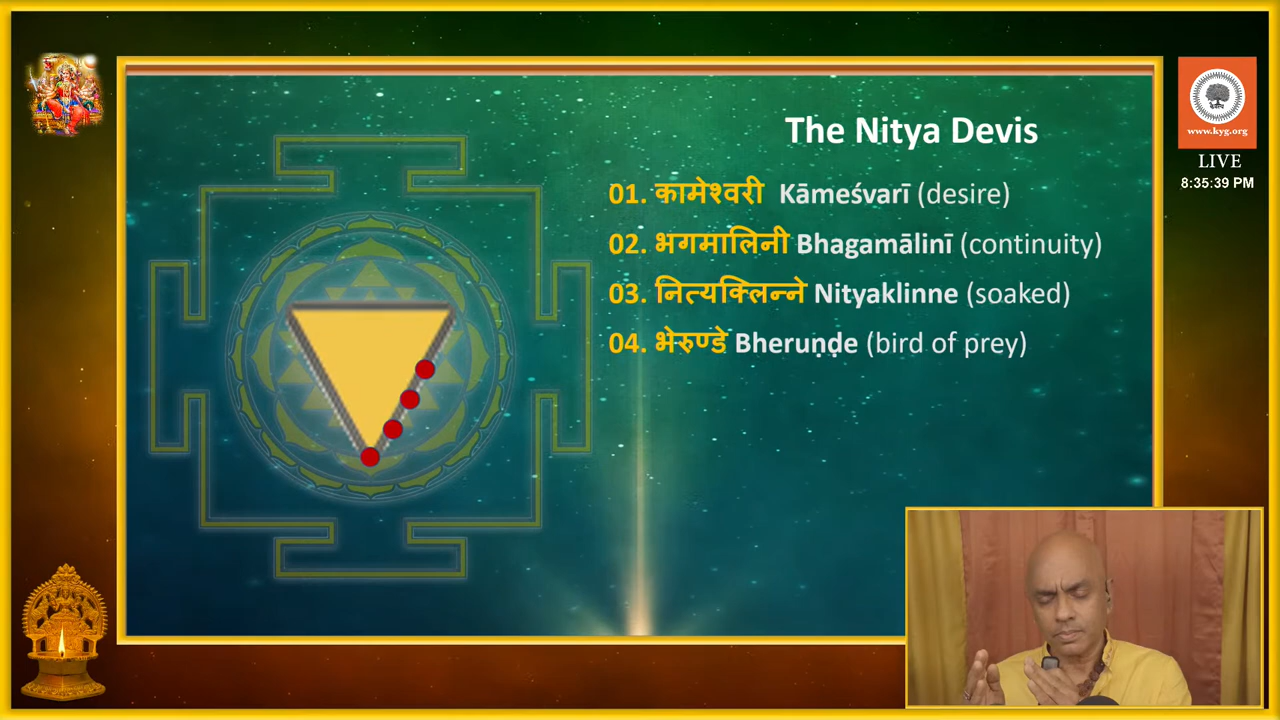 The Nitya Devis
01. कामेश्वरी Kāmeśvarī (desire)
02. भगमालिनी Bhagamālinī (continuity)
03. नित्यक्लिन्ने Nityaklinne (soaked)
04. भेरुण्डे Bheruṇḍe (bird of prey)
www.kyg.org
LIVE
8:35:39 PM